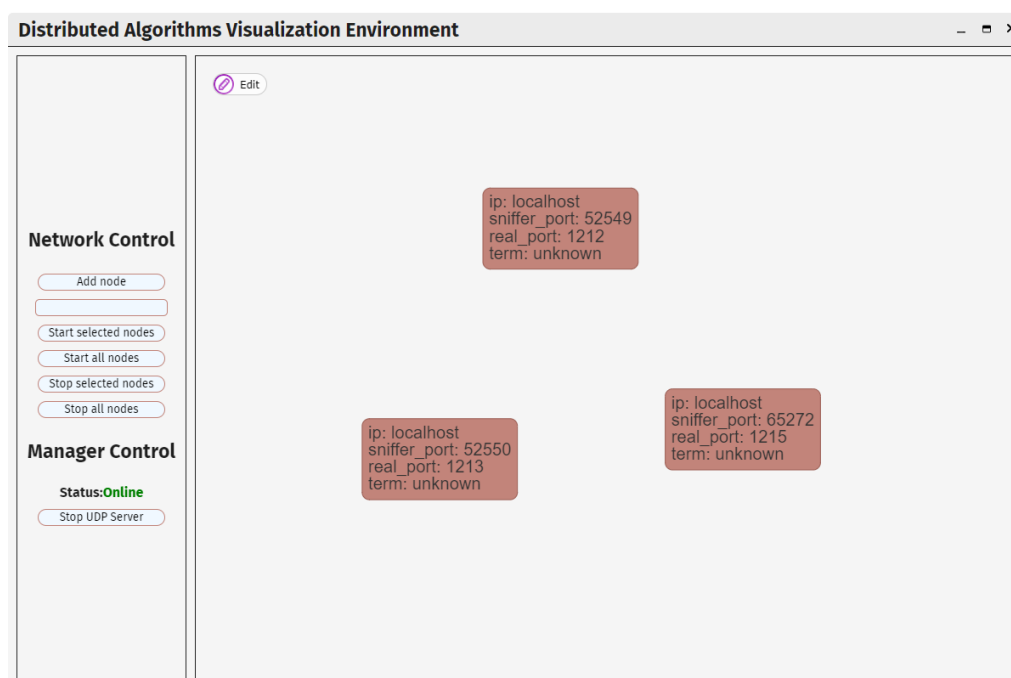 Distributed Algorithms Visualization Environment
Edit
Network Control
Add node
Start selected nodes
Start all nodes
Stop selected nodes
Stop all nodes
Manager Control
Status:Online
Stop UDP Server
ip: localhost
sniffer_port: 52549
real_port: 1212
term: unknown
ip: localhost
sniffer_port: 52550
real_port: 1213
term: unknown
ip: localhost
sniffer_port: 65272
real_port: 1215
term: unknown